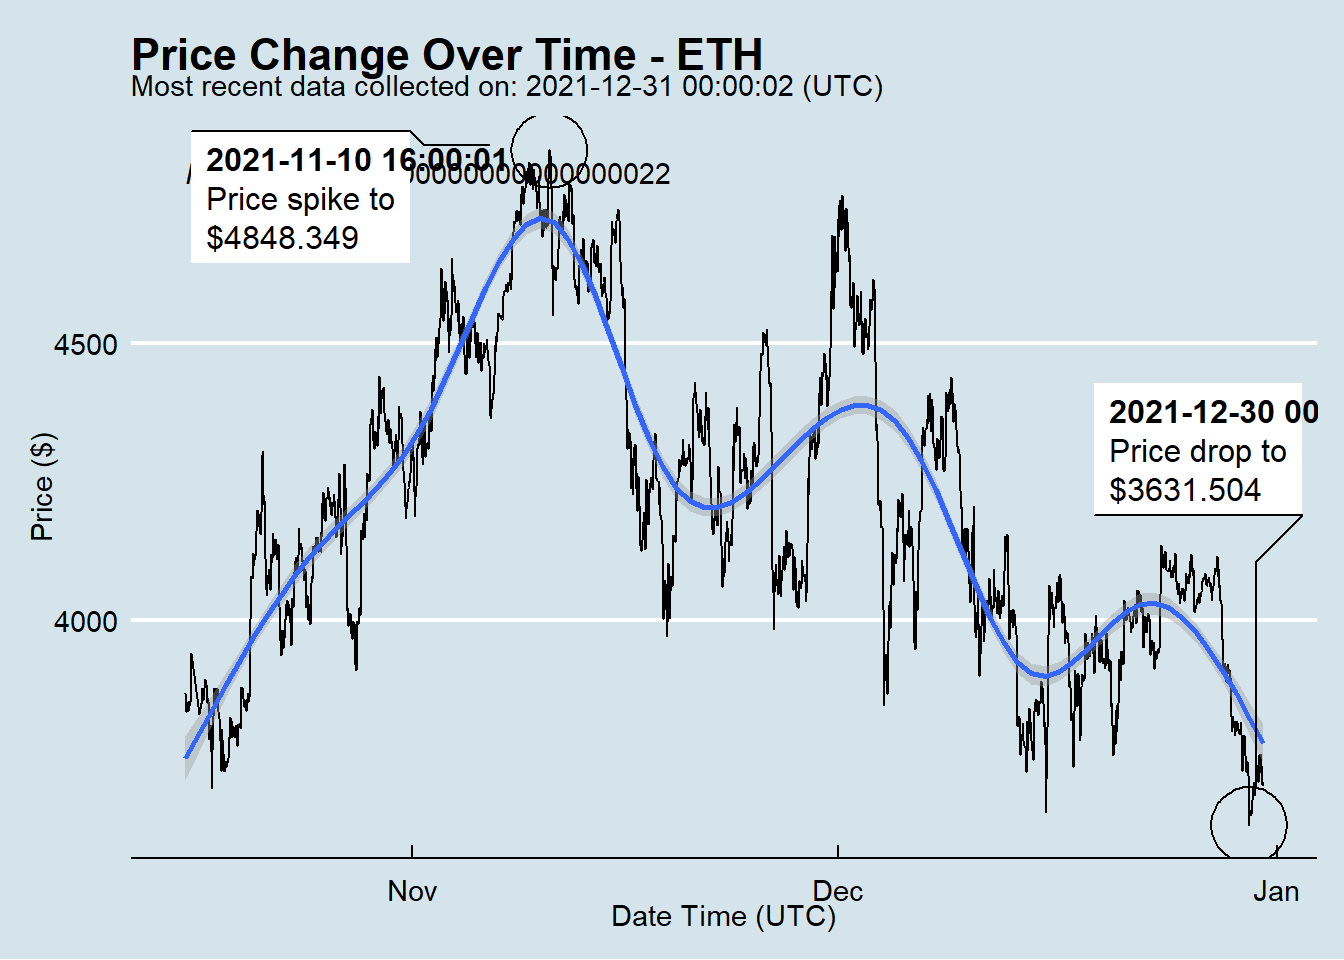 Price Change Over Time - ETH
Most recent data collected on: 2021-12-31 00:00:02 (UTC)
2021-11-10 16:00:01
Price spike to
$4848.349
2021-12-30 00
Price drop to
$3631.504
4500
4000
Price ($)
Nov
Dec
Jan
Date Time (UTC)